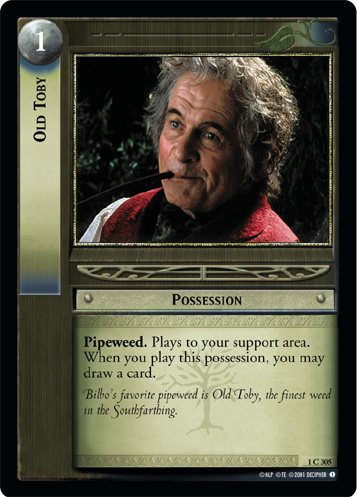 1
OLD TOBY
POSSESSION
Pipeweed. Plays to your support area.
When you play this possession, you may
draw a card.
Bilbo's favorite pipeweed is Old Toby, the finest weed
in the Southfarthing.
1 C 305
©NLP ©TE ©2001 DECIPHER